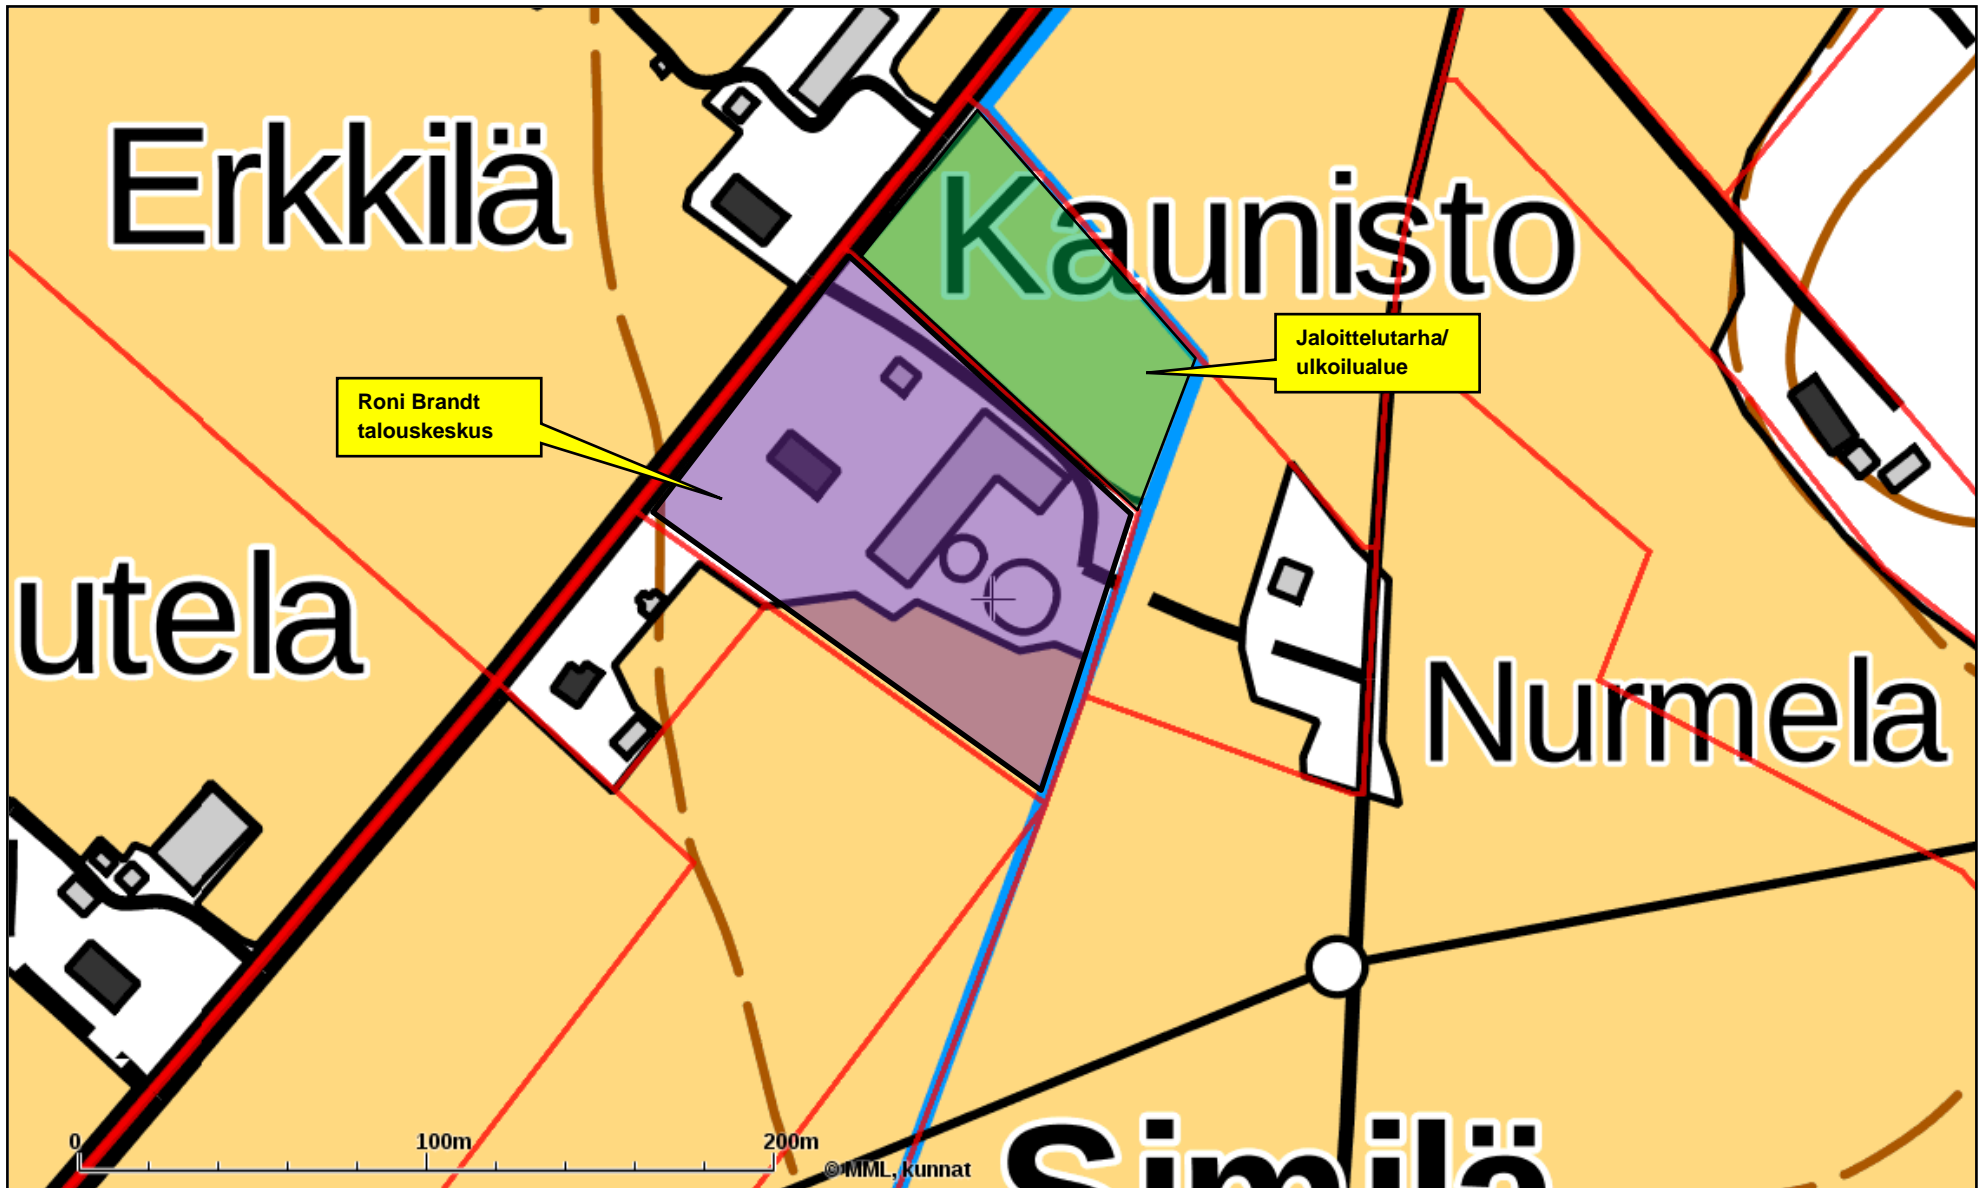 Erkkilä
Kaunisto
Jaloittelutarha/
ulkoilualue
Roni Brandt
talouskeskus
utela
Nurmela
0 100m 200m
© MML, kunnat
Similä